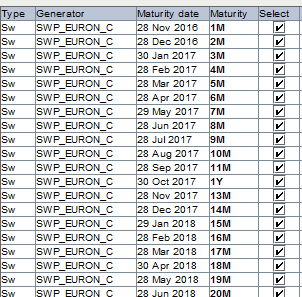 Type Generator Maturity date Maturity Select
Sw SWP_EURON_C 28 Nov 2016 1M
Sw SWP_EURON_C 28 Dec 2016 2M
Sw SWP_EURON_C 30 Jan 2017 3M
Sw SWP_EURON_C 28 Feb 2017 4M
Sw SWP_EURON_C 28 Mar 2017 5M
Sw SWP_EURON_C 28 Apr 2017 6M
Sw SWP_EURON_C 29 May 2017 7M
Sw SWP_EURON_C 28 Jun 2017 8M
Sw SWP_EURON_C 28 Jul 2017 9M
Sw SWP_EURON_C 28 Aug 2017 10M
Sw SWP_EURON_C 28 Sep 2017 11M
Sw SWP_EURON_C 30 Oct 2017 1Y
Sw SWP_EURON_C 28 Nov 2017 13M
Sw SWP_EURON_C 28 Dec 2017 14M
Sw SWP_EURON_C 29 Jan 2018 15M
Sw SWP_EURON_C 28 Feb 2018 16M
Sw SWP_EURON_C 28 Mar 2018 17M
Sw SWP_EURON_C 30 Apr 2018 18M
Sw SWP_EURON_C 28 May 2018 19M
Sw SWP_EURON_C 28 Jun 2018 20M